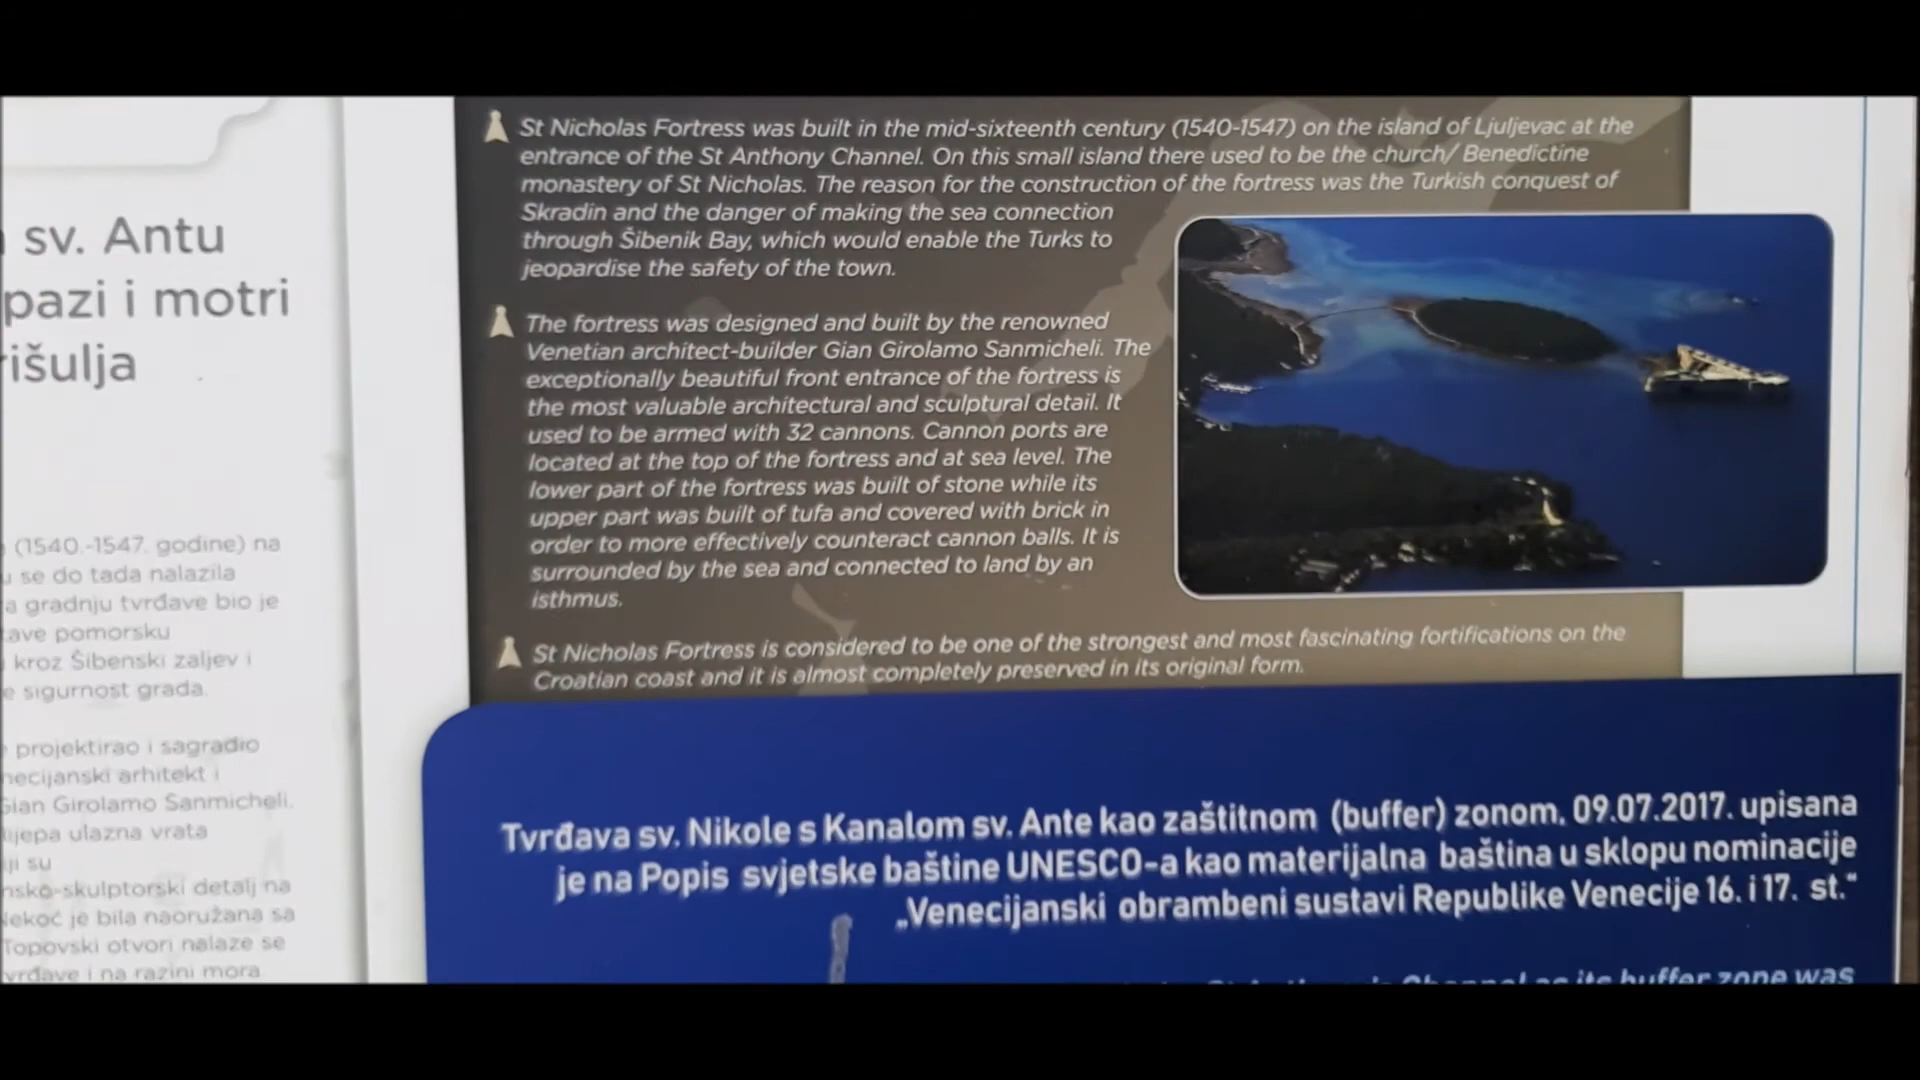 sv. Antu
pazi i motri
(1540.-1547. godine) na
se do tada nalazila
gradnju tvrđave bio je
pomorsku
kroz Šibenski zaljev i
sigurnost grada.
projektirao i sagradio
arhitekt i
Gian Girolamo Sanmicheli.
ulazna vrata
su
detalj na
je bila naoružana sa
Topovski otvori nalaze se
i na razini mora
St Nicholas Fortress was built in the mid-sixteenth century (1540-1547) on the island of Ljuljevac at the
entrance of the St Anthony Channel. On this small island there used to be the church/ Benedictine
monastery of St Nicholas. The reason for the construction of the fortress was the Turkish conquest of
Skradin and the danger of making the sea connection
through Šibenik Bay, which would enable the Turks to
jeopardise the safety of the town.
The fortress was designed and built by the renowned
Venetian architect-builder Gian Girolamo Sanmicheli. The
exceptionally beautiful front entrance of the fortress is
the most valuable architectural and sculptural detail. It
used to be armed with 32 cannons. Cannon ports are
located at the top of the fortress and at sea level. The
lower part of the fortress was built of stone while its
upper part was built of tufa and covered with brick in
order to more effectively counteract cannon balls. It is
surrounded by the sea and connected to land by an
isthmus.
St Nicholas Fortress is considered to be one of the strongest and most fascinating fortifications on the
Croatian coast and it is almost completely preserved in its original form.
Tvrđava sv. Nikole s Kanalom sv. Ante kao zaštitnom (buffer) zonom, 09.07.2017. upisana
je na Popis svjetske baštine UNESCO-a kao materijalna baština u sklopu nominacije
„Venecijanski obrambeni sustavi Republike Venecije 16. i 17. st.“
Channel as its buffer zone was